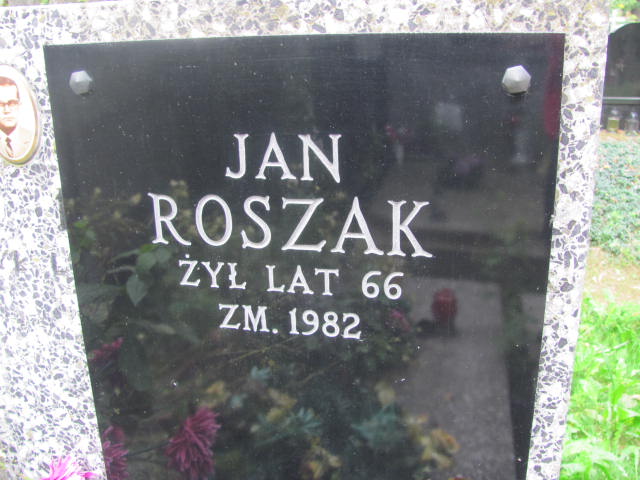 JAN
ROSZAK
ŻYŁ LAT 66
ZM. 1982